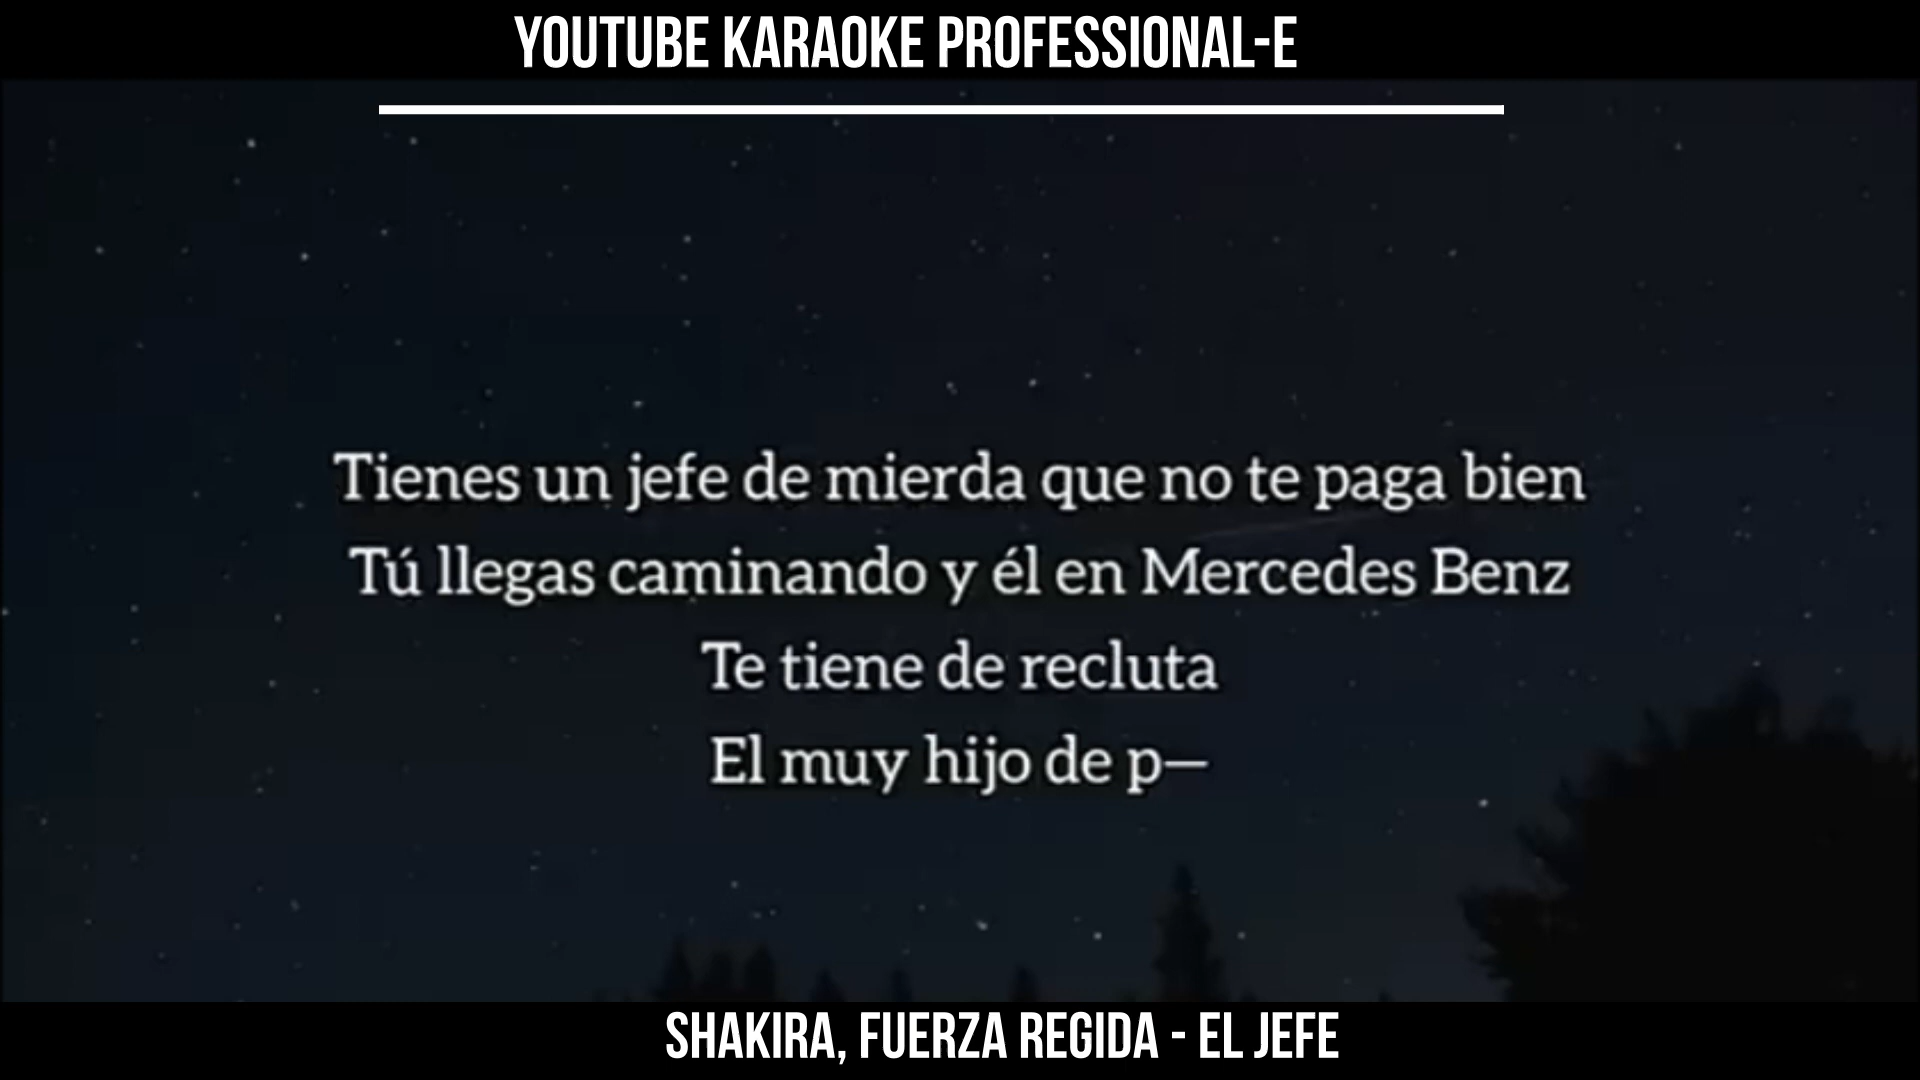 YOUTUBE KARAOKE PROFESSIONAL-E
Tienes un jefe de mierda que no te paga bien
Tú llegas caminando y él en Mercedes Benz
Te tiene de recluta
El muy hijo de p—
SHAKIRA, FUERZA REGIDA - EL JEFE